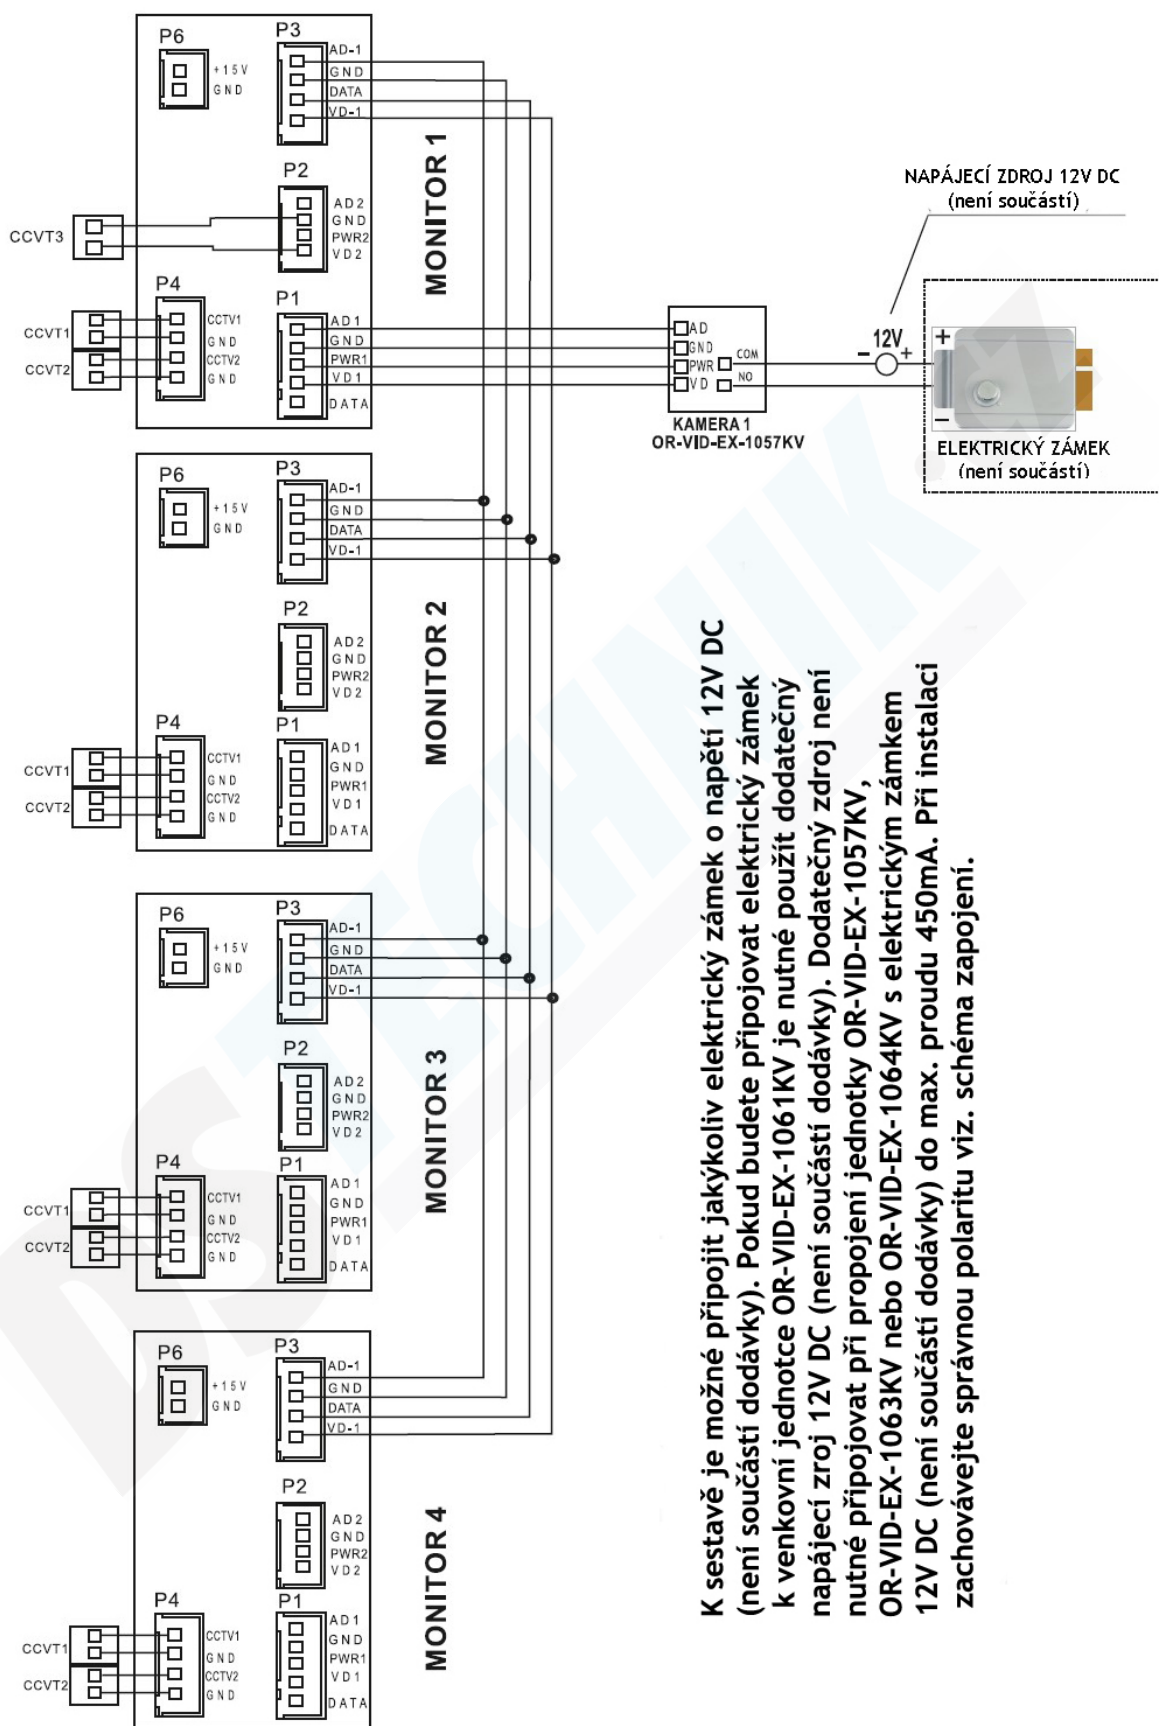 P6
+15V
GND
P3
AD-1
GND
DATA
VD-1
P2
AD2
GND
PWR2
VD2
CCVT3
P4
CCTV1
GND
CCTV2
GND
CCVT1
CCVT2
P1
AD1
GND
PWR1
VD1
DATA
MONITOR 1
AD
GND
PWR
VD
COM
NO
KAMERA 1
OR-VID-EX-1057KV
NAPÁJECÍ ZDROJ 12V DC
(není součástí)
12V
- +
+
-
ELEKTRICKÝ ZÁMEK
(není součástí)
P6
+15V
GND
P3
AD-1
GND
DATA
VD-1
P2
AD2
GND
PWR2
VD2
P4
CCTV1
GND
CCTV2
GND
CCVT1
CCVT2
P1
AD1
GND
PWR1
VD1
DATA
MONITOR 2
P6
+15V
GND
P3
AD-1
GND
DATA
VD-1
P2
AD2
GND
PWR2
VD2
P4
CCTV1
GND
CCTV2
GND
CCVT1
CCVT2
P1
AD1
GND
PWR1
VD1
DATA
MONITOR 3
P6
+15V
GND
P3
AD-1
GND
DATA
VD-1
P2
AD2
GND
PWR2
VD2
P4
CCTV1
GND
CCTV2
GND
CCVT1
CCVT2
P1
AD1
GND
PWR1
VD1
DATA
MONITOR 4
K sestavě je možné připojit jakýkoliv elektrický zámek o napětí 12V DC
(není součástí dodávky). Pokud budete připojovat elektrický zámek
k venkovní jednotce OR-VID-EX-1061KV je nutné použít dodatečný
napájecí zroj 12V DC (není součástí dodávky). Dodatečný zdroj není
nutné připojovat při propojení jednotky OR-VID-EX-1057KV,
OR-VID-EX-1063KV nebo OR-VID-EX-1064KV s elektrickým zámkem
12V DC (není součástí dodávky) do max. proudu 450mA. Při instalaci
zachovávejte správnou polaritu viz. schéma zapojení.
DSTECHNIK.cz